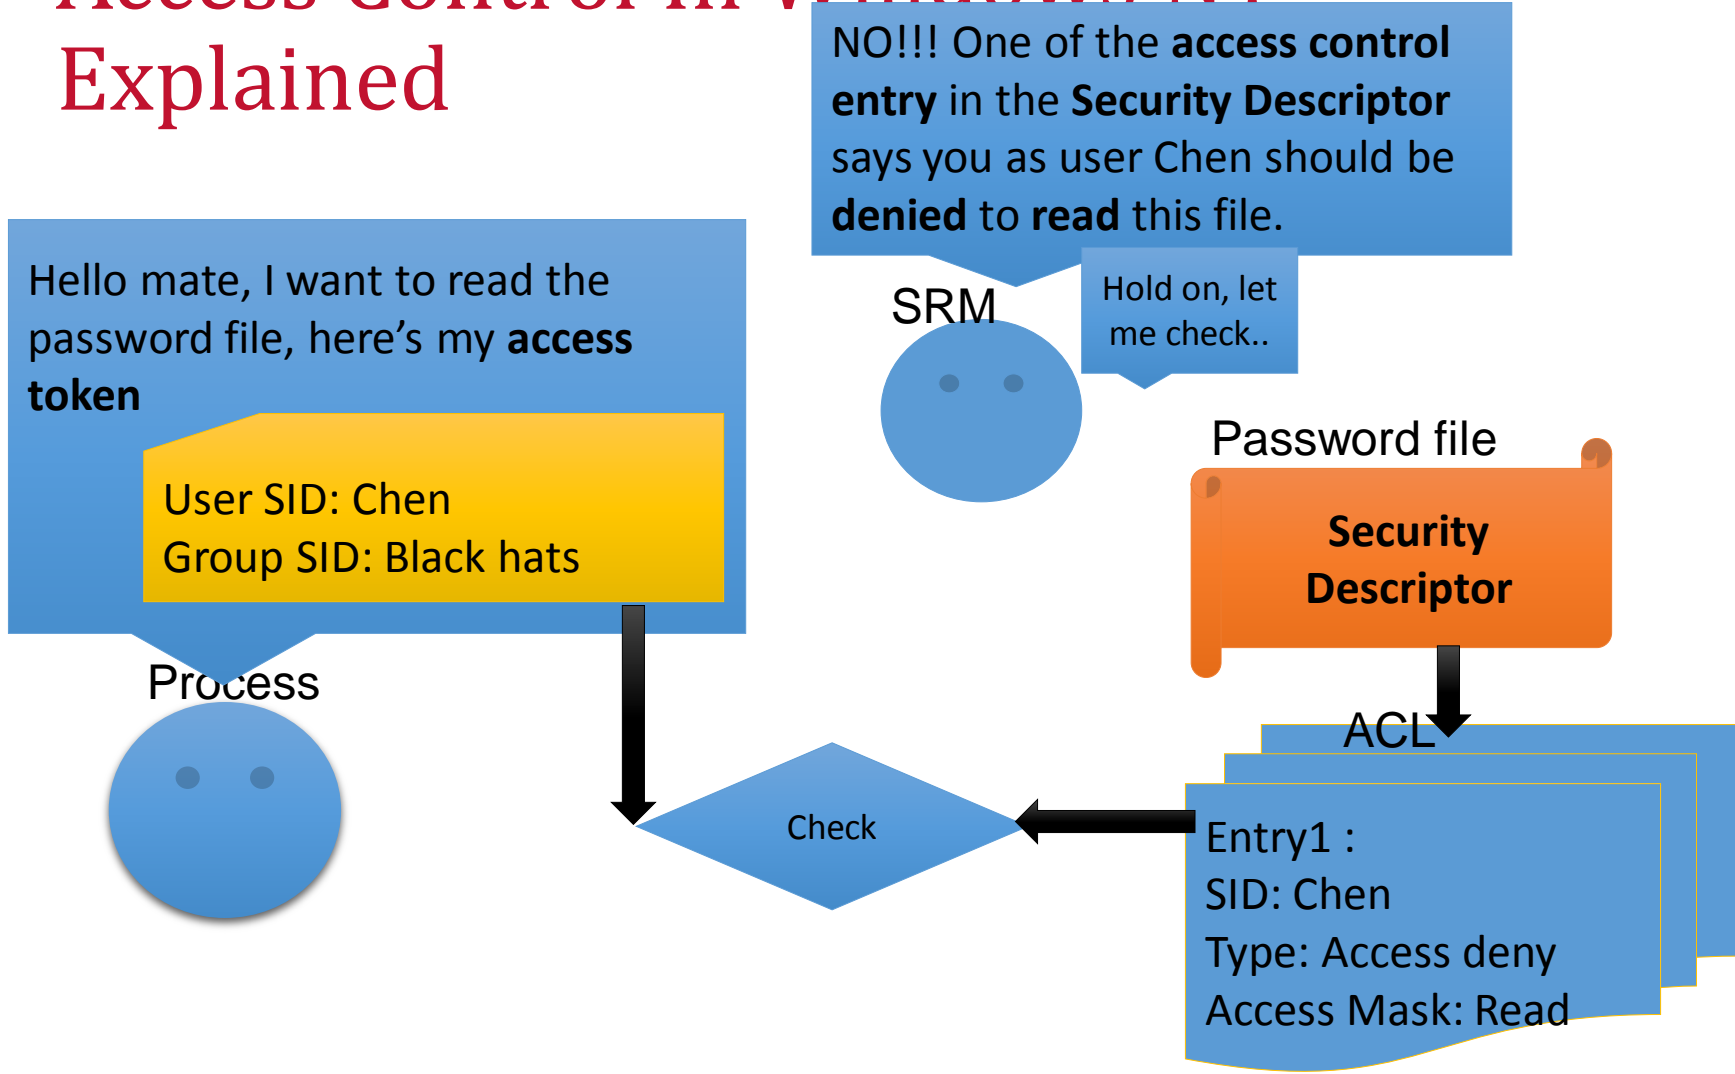 Access Control in
Explained
NO!!! One of the access control
entry in the Security Descriptor
says you as user Chen should be
denied to read this file.
Hello mate, I want to read the
password file, here’s my access
token
Hold on, let
me check..
SRM
User SID: Chen
Group SID: Black hats
Password file
Security
Descriptor
Process
ACL
Check
Entry1 :
SID: Chen
Type: Access deny
Access Mask: Read